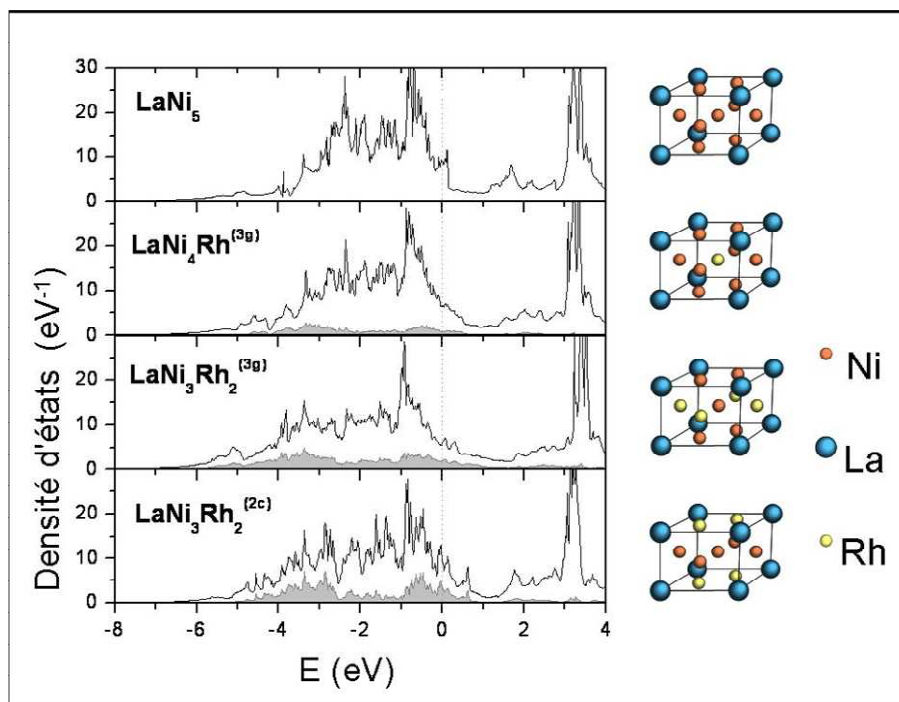 Densité d'états (eV⁻¹)
30
LaNi₅
20
10
0
LaNi₄Rh⁽³ᵍ⁾
20
10
0
LaNi₃Rh₂⁽³ᵍ⁾
20
10
0
LaNi₃Rh₂⁽²ᶜ⁾
20
10
0
-8 -6 -4 -2 0 2 4
E (eV)
Ni
La
Rh